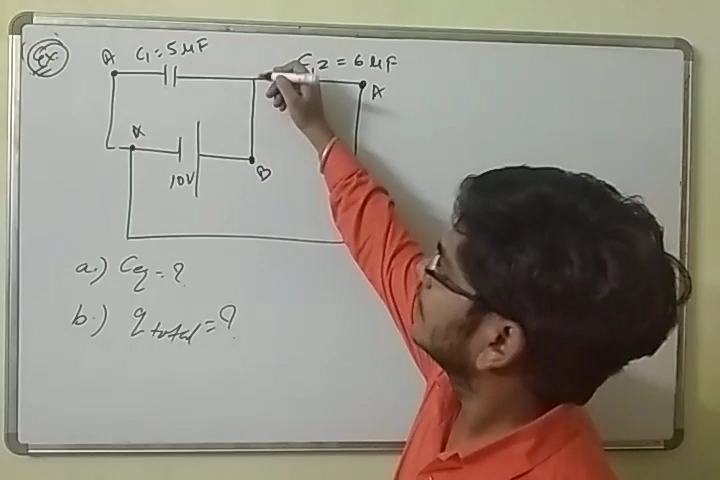 Ex
A C1 = 5 μF
C2 = 6 μF
A
A
10V
B
a.) Ceq = ?
b.) q total = ?